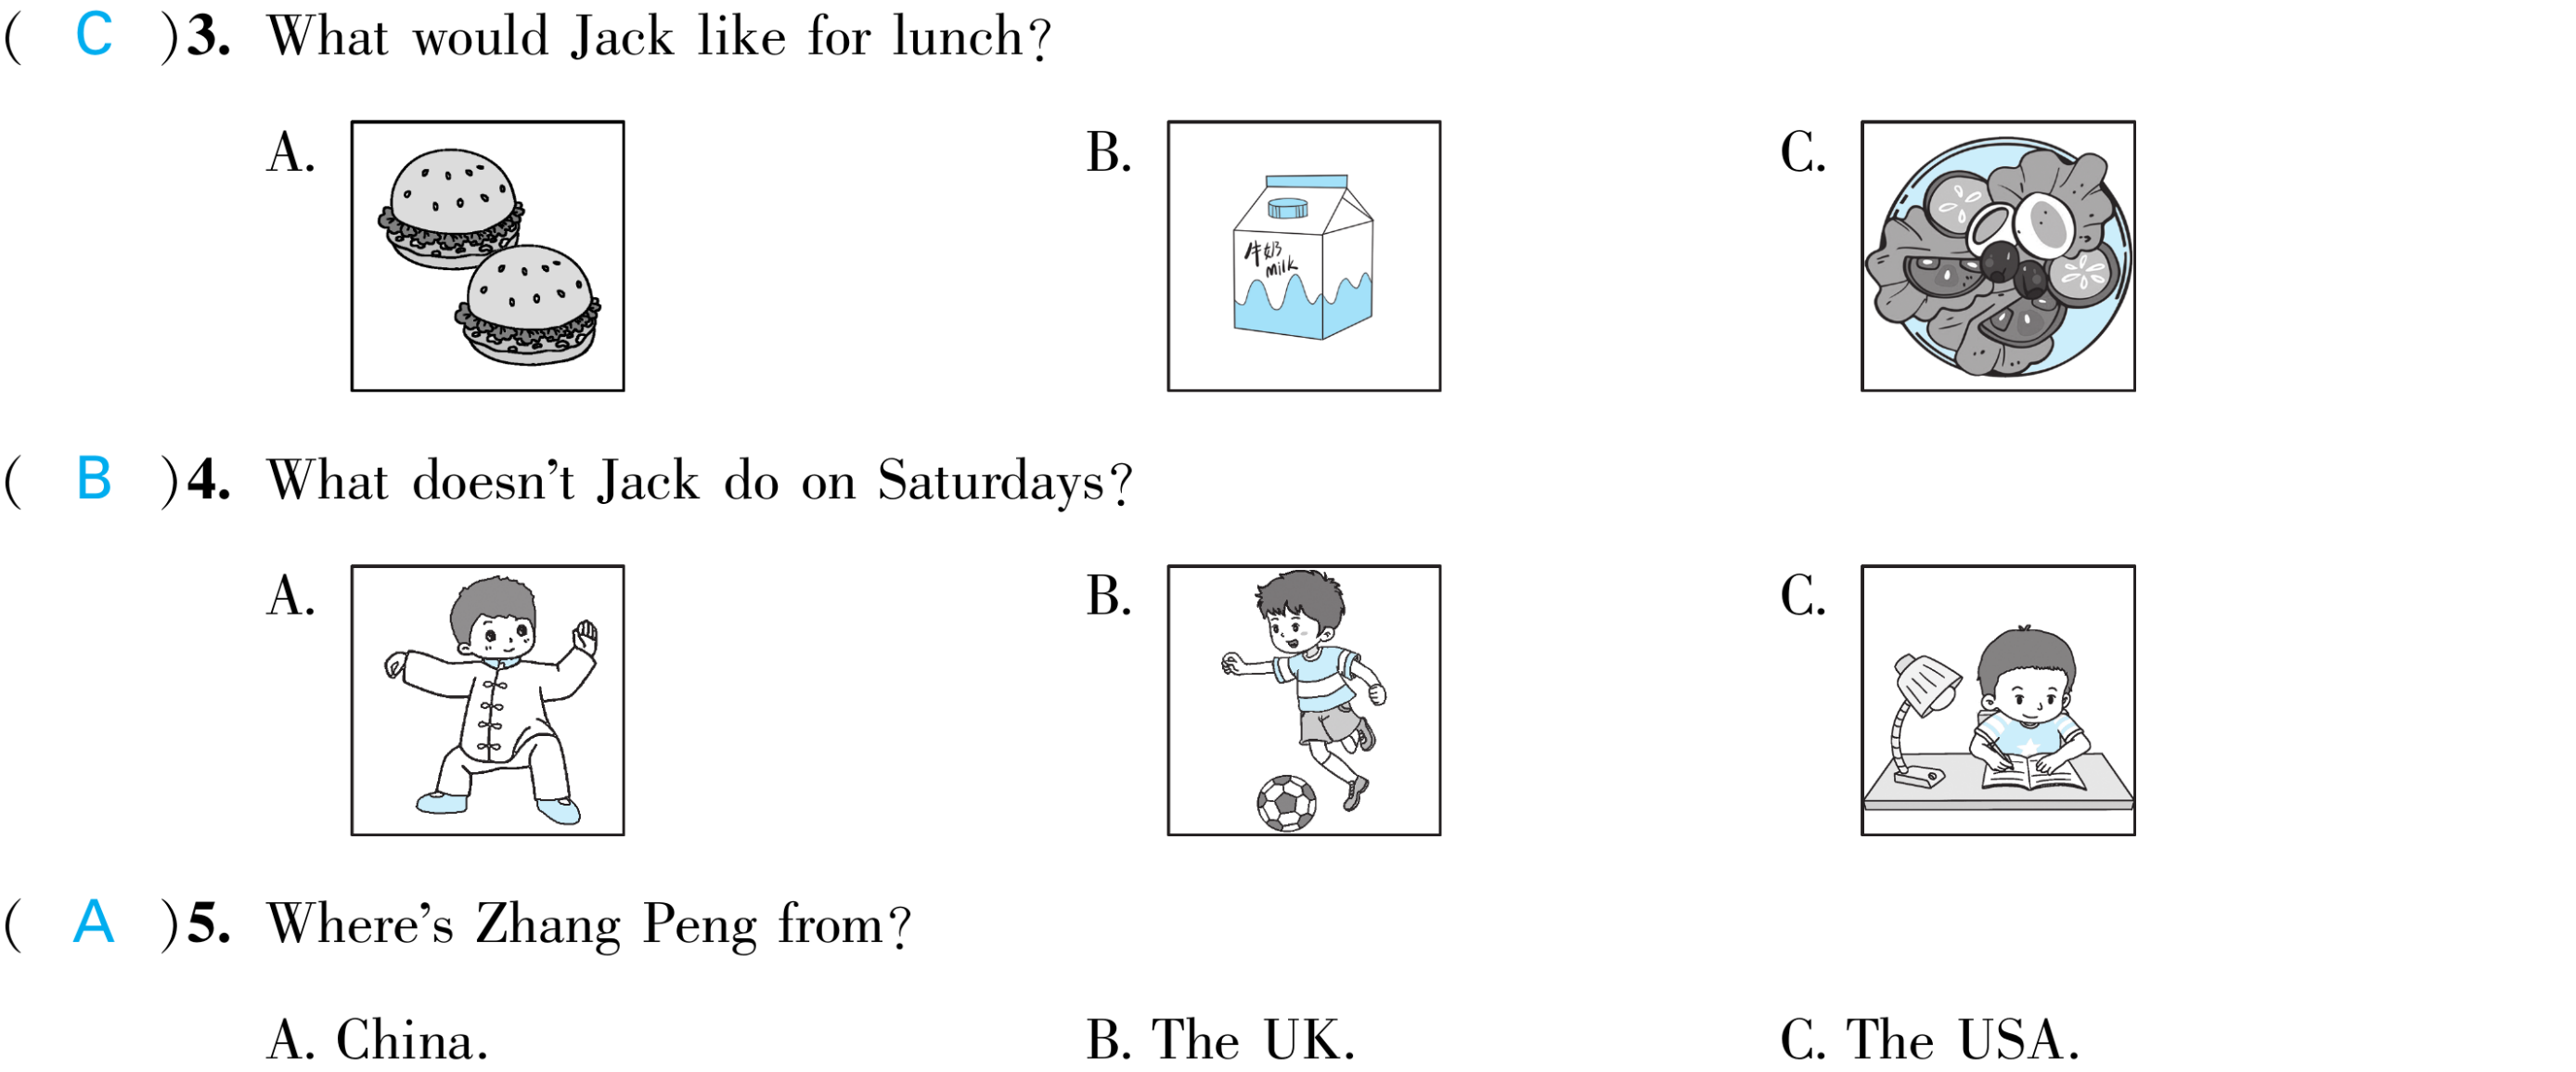 ( C )3. What would Jack like for lunch?
A. B. C.
牛奶
milk
( B )4. What doesn't Jack do on Saturdays?
A. B. C.
( A )5. Where's Zhang Peng from?
A. China. B. The UK. C. The USA.